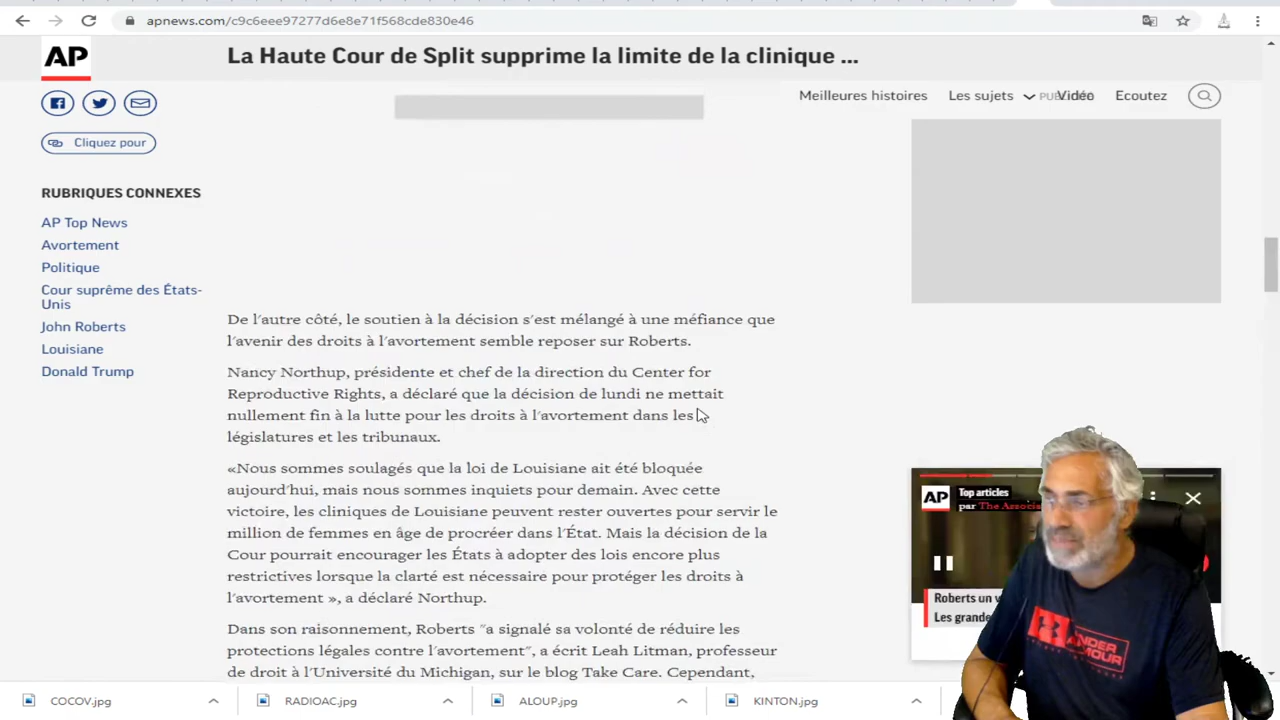 apnews.com/c9c6eee97277d6e8e71f568cde830e46
AP
La Haute Cour de Split supprime la limite de la clinique ...
Meilleures histoires
Les sujets
Vidéo
Ecoutez
Cliquez pour
RUBRIQUES CONNEXES
AP Top News
Avortement
Politique
Cour suprême des États-
Unis
John Roberts
Louisiane
Donald Trump
De l'autre côté, le soutien à la décision s'est mélangé à une méfiance que
l'avenir des droits à l'avortement semble reposer sur Roberts.
Nancy Northup, présidente et chef de la direction du Center for
Reproductive Rights, a déclaré que la décision de lundi ne mettait
nullement fin à la lutte pour les droits à l'avortement dans les
législatures et les tribunaux.
«Nous sommes soulagés que la loi de Louisiane ait été bloquée
aujourd'hui, mais nous sommes inquiets pour demain. Avec cette
victoire, les cliniques de Louisiane peuvent rester ouvertes pour servir le
million de femmes en âge de procréer dans l'État. Mais la décision de la
Cour pourrait encourager les États à adopter des lois encore plus
restrictives lorsque la clarté est nécessaire pour protéger les droits à
l'avortement », a déclaré Northup.
Dans son raisonnement, Roberts "a signalé sa volonté de réduire les
protections légales contre l'avortement", a écrit Leah Litman, professeur
de droit à l'Université du Michigan, sur le blog Take Care. Cependant,
AP
Top articles
par The Associa
Roberts un v
Les grande
UNDER
ARMOUR
COCOV.jpg
RADIOAC.jpg
ALOUP.jpg
KINTON.jpg